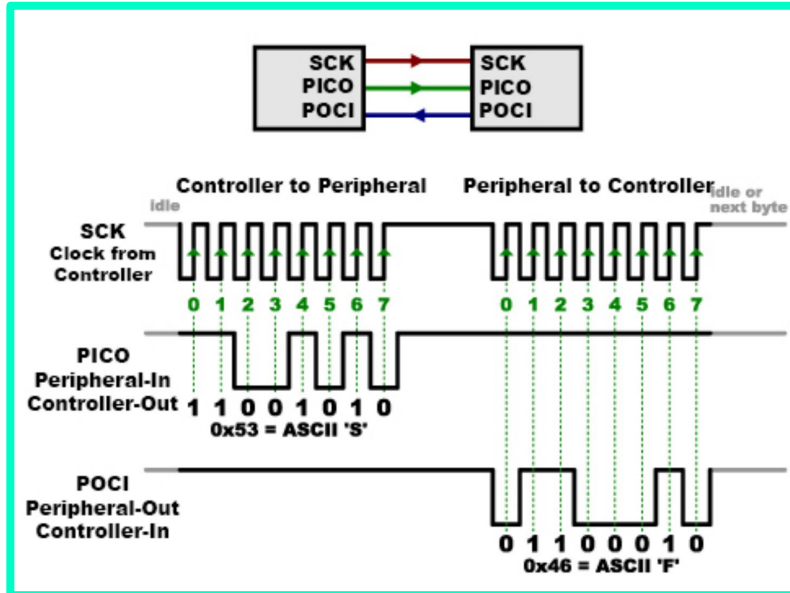 SCK SCK
PICO PICO
POCI POCI
Controller to Peripheral Peripheral to Controller
idle idle or
next byte
SCK
Clock from
Controller
0 1 2 3 4 5 6 7 0 1 2 3 4 5 6 7
PICO
Peripheral-In
Controller-Out
1 1 0 0 1 0 1 0
0x53 = ASCII 'S'
POCI
Peripheral-Out
Controller-In
0 1 1 0 0 0 1 0
0x46 = ASCII 'F'